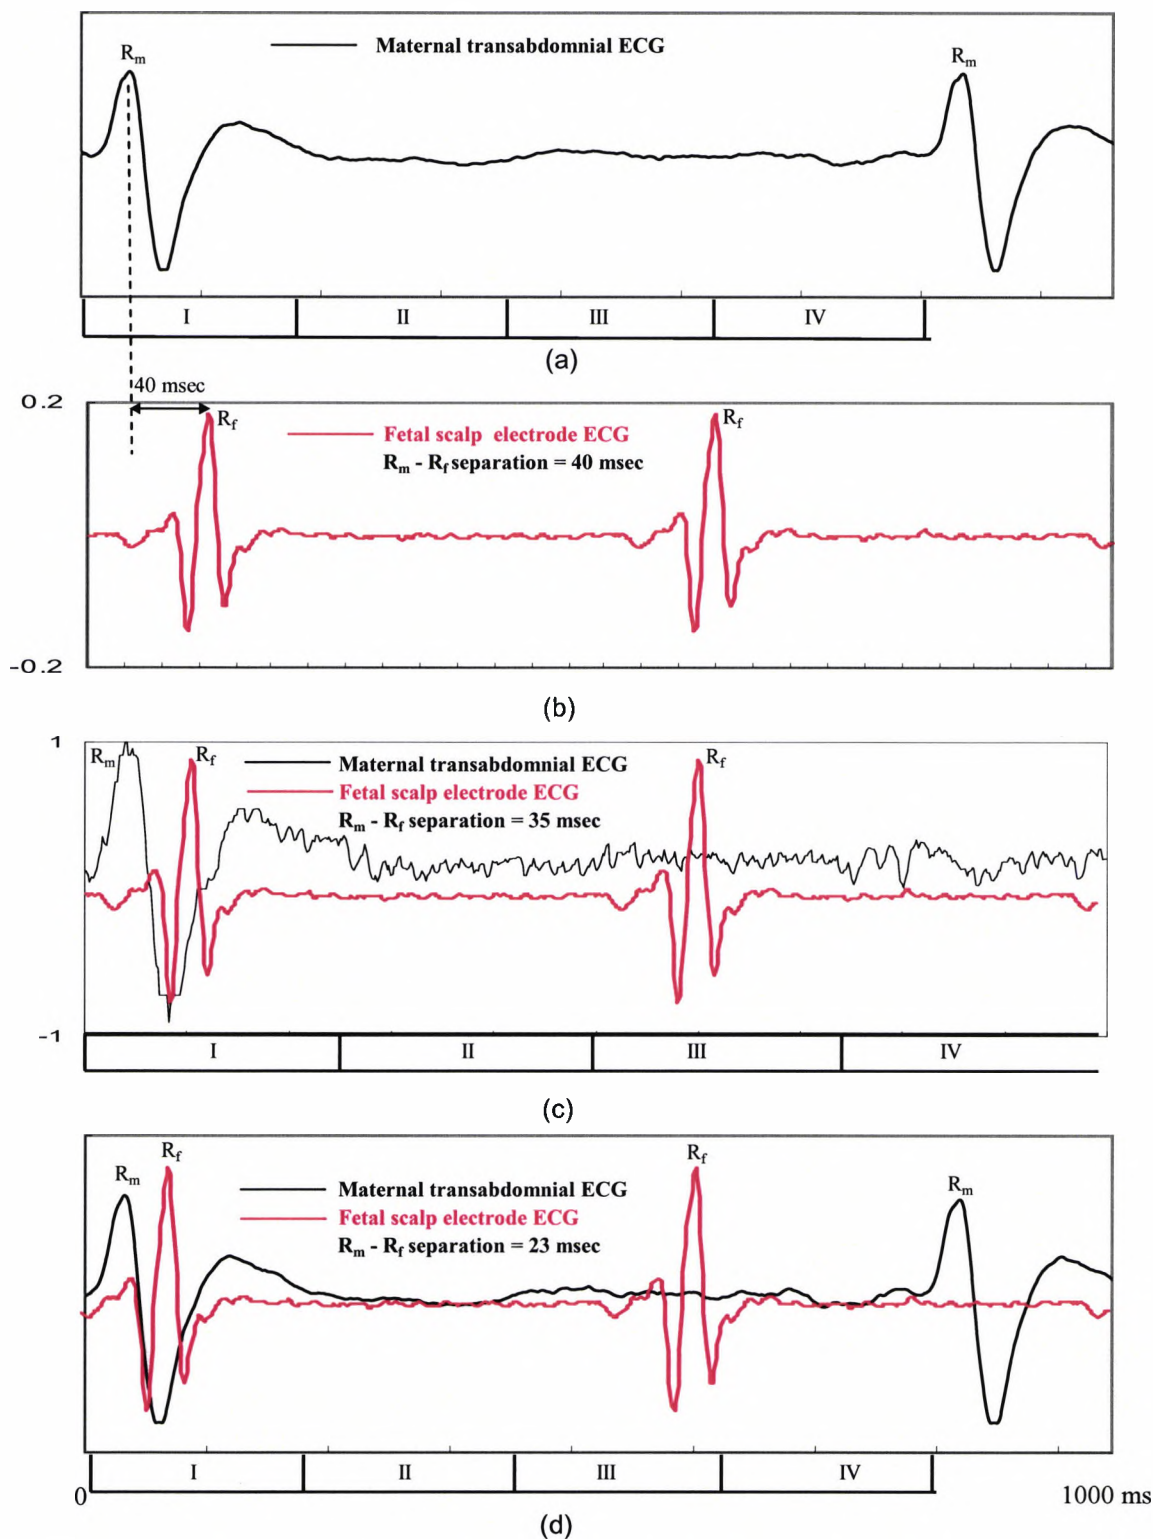 Rm
Maternal transabdomnial ECG
Rm
I II III IV
(a)
40 msec
0.2
Rf
Rf
Fetal scalp electrode ECG
Rm - Rf separation = 40 msec
-0.2
(b)
1
Rm
Rf
Maternal transabdomnial ECG
Rf
Fetal scalp electrode ECG
Rm - Rf separation = 35 msec
-1
I II III IV
(c)
Rf
Rf
Rm
Maternal transabdomnial ECG
Rm
Fetal scalp electrode ECG
Rm - Rf separation = 23 msec
I II III IV
0
1000 ms
(d)